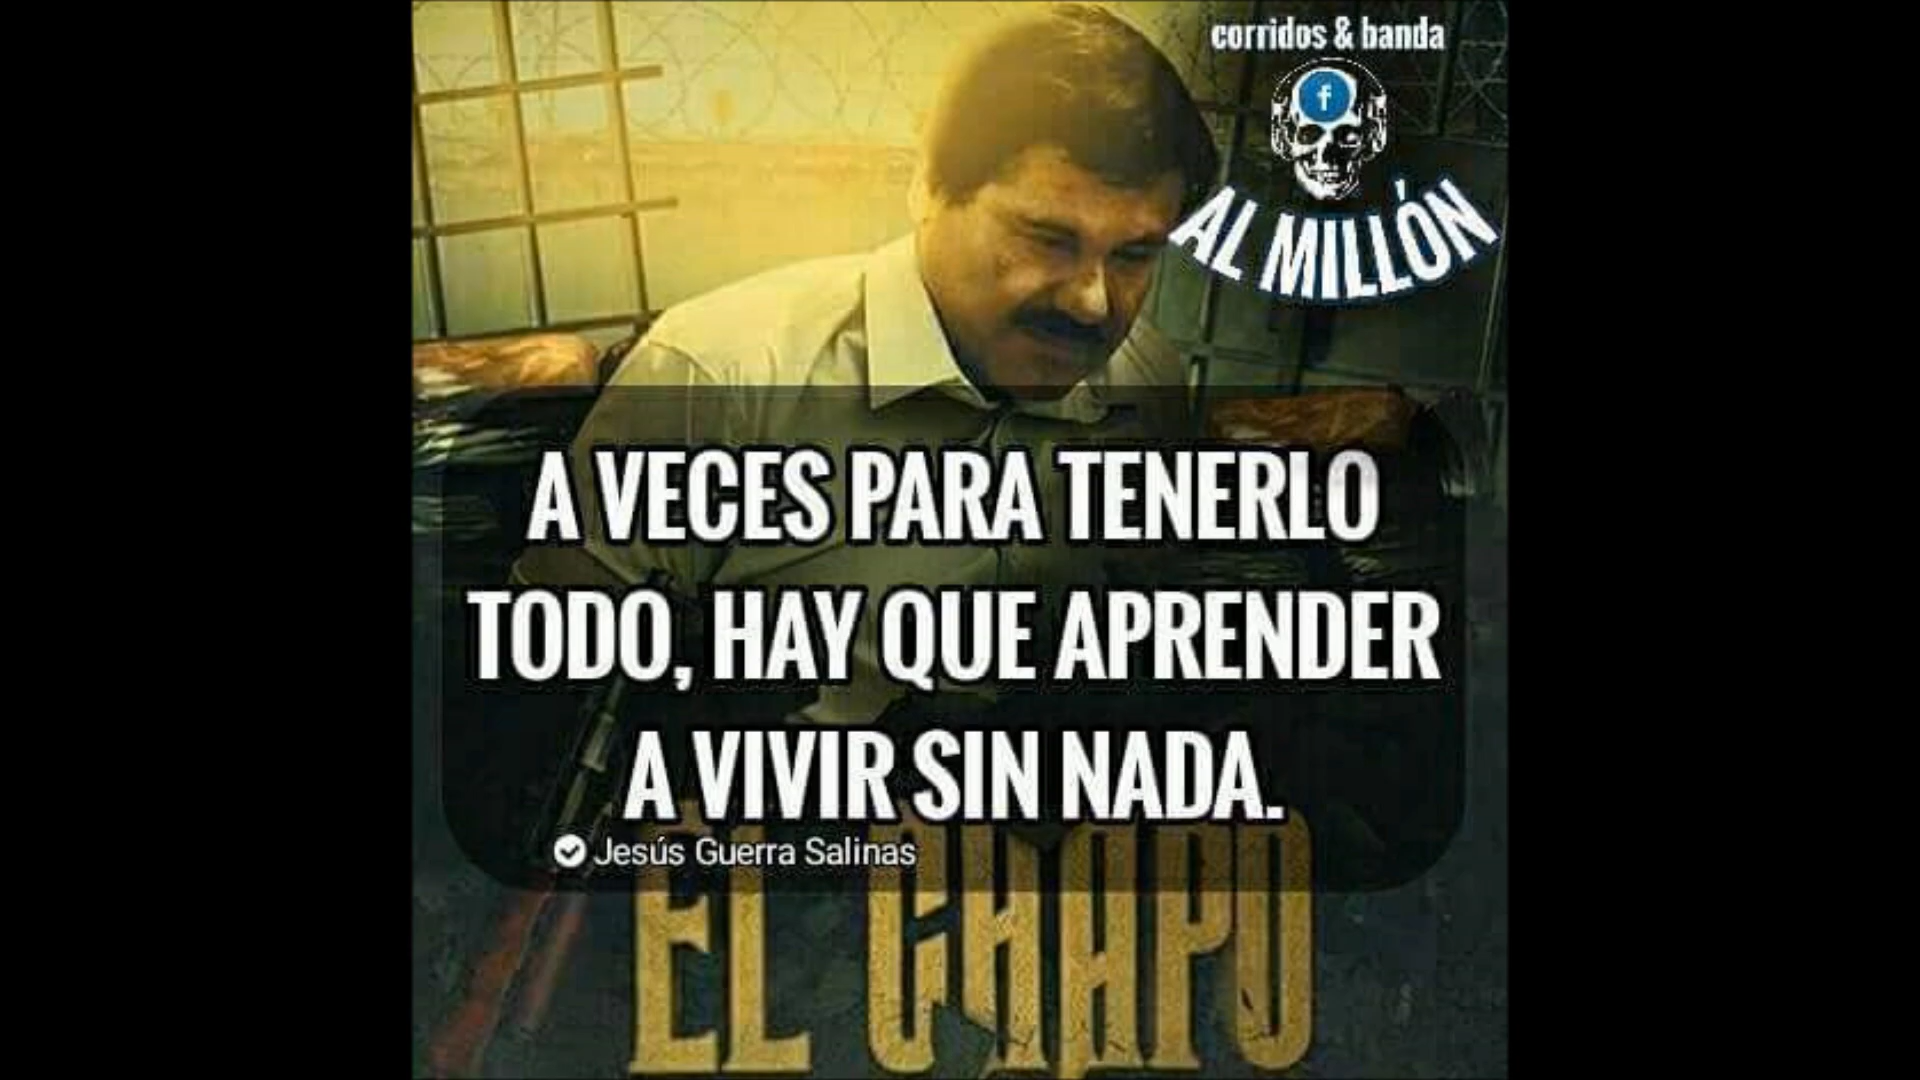 corridos & banda
f
AL MILLÓN
A VECES PARA TENERLO
TODO, HAY QUE APRENDER
A VIVIR SIN NADA.
Jesús Guerra Salinas
EL CHAPO